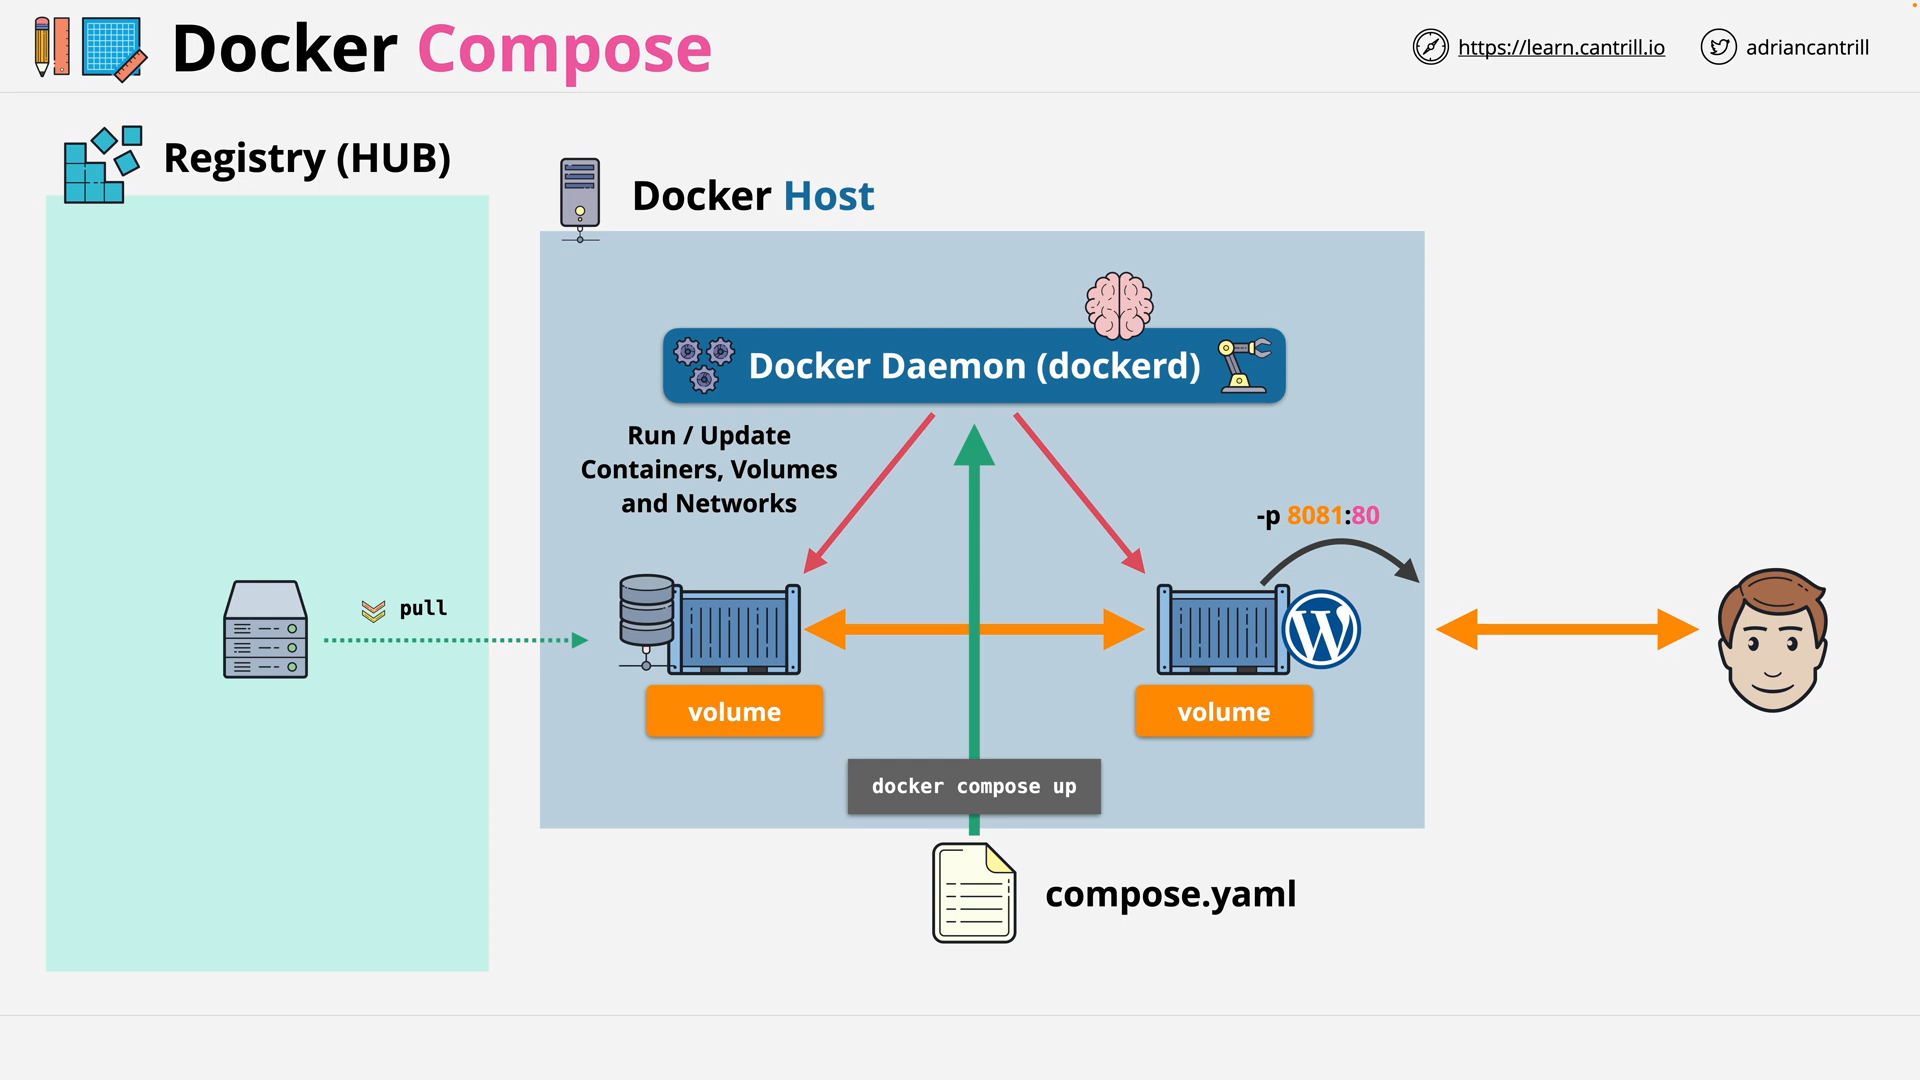 Docker Compose
https://learn.cantrill.io
adriancantrill
Registry (HUB)
Docker Host
Docker Daemon (dockerd)
Run / Update
Containers, Volumes
and Networks
-p 8081:80
pull
volume
volume
docker compose up
compose.yaml